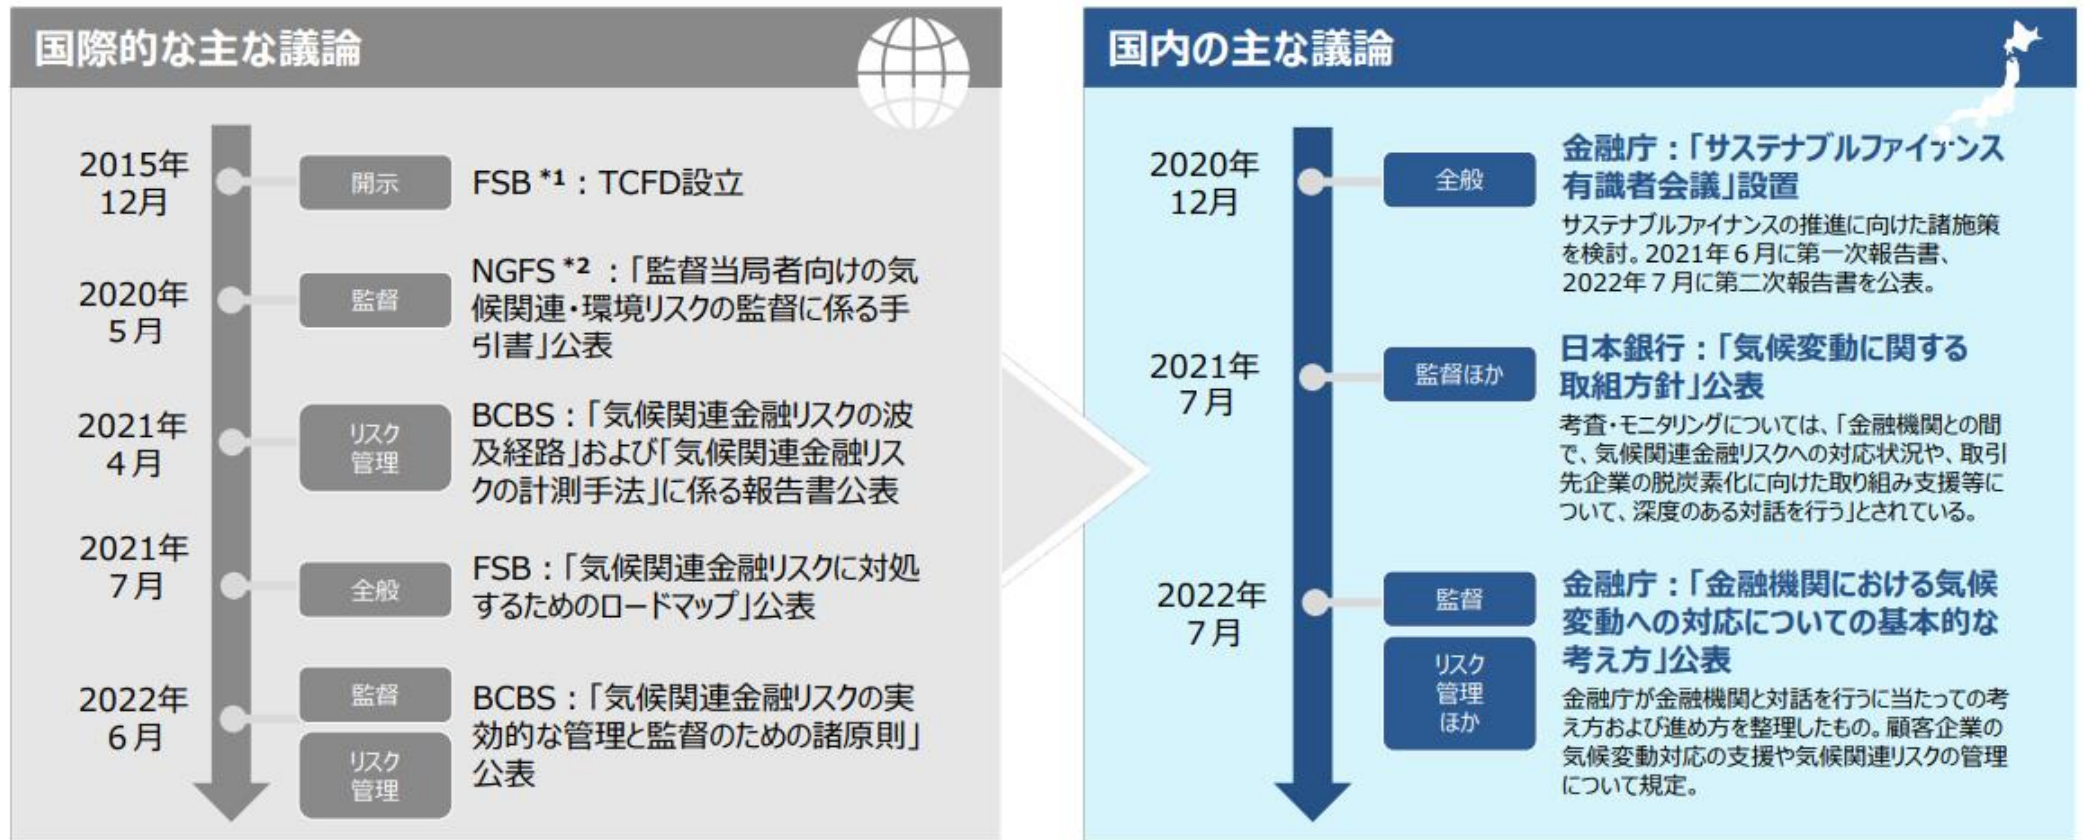 国際的な主な議論
2015年
12月
開示
FSB *1：TCFD設立
2020年
5月
監督
NGFS *2 ：「監督当局者向けの気
候関連・環境リスクの監督に係る手
引書」公表
2021年
4月
リスク
管理
BCBS：「気候関連金融リスクの波
及経路」および「気候関連金融リス
クの計測手法」に係る報告書公表
2021年
7月
全般
FSB：「気候関連金融リスクに対処
するためのロードマップ」公表
2022年
6月
監督
リスク
管理
BCBS：「気候関連金融リスクの実
効的な管理と監督のための諸原則」
公表
国内の主な議論
2020年
12月
全般
金融庁：「サステナブルファイナンス
有識者会議」設置
サステナブルファイナンスの推進に向けた諸施策
を検討。2021年6月に第一次報告書、
2022年7月に第二次報告書を公表。
2021年
7月
監督ほか
日本銀行：「気候変動に関する
取組方針」公表
考査・モニタリングについては、「金融機関との間
で、気候関連金融リスクへの対応状況や、取引
先企業の脱炭素化に向けた取り組み支援等に
ついて、深度のある対話を行う」とされている。
2022年
7月
監督
リスク
管理
ほか
金融庁：「金融機関における気候
変動への対応についての基本的な
考え方」公表
金融庁が金融機関と対話を行うに当たっての考
え方および進め方を整理したもの。顧客企業の
気候変動対応の支援や気候関連リスクの管理
について規定。